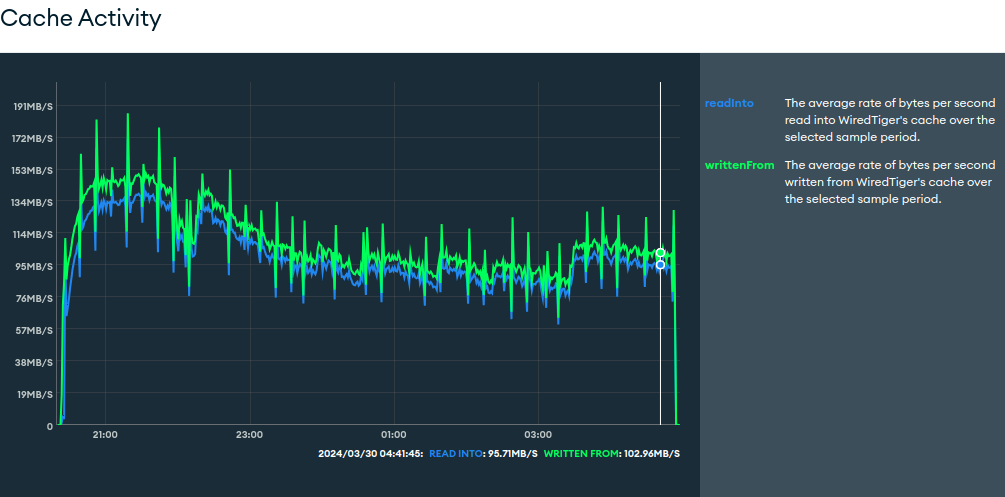 Cache Activity
191MB/S
172MB/S
153MB/S
134MB/S
114MB/S
95MB/S
76MB/S
57MB/S
38MB/S
19MB/S
0
21:00 23:00 01:00 03:00
2024/03/30 04:41:45: READ INTO: 95.71MB/S WRITTEN FROM: 102.96MB/S
readInto The average rate of bytes per second
read into WiredTiger's cache over the
selected sample period.
writtenFrom The average rate of bytes per second
written from WiredTiger's cache over
the selected sample period.